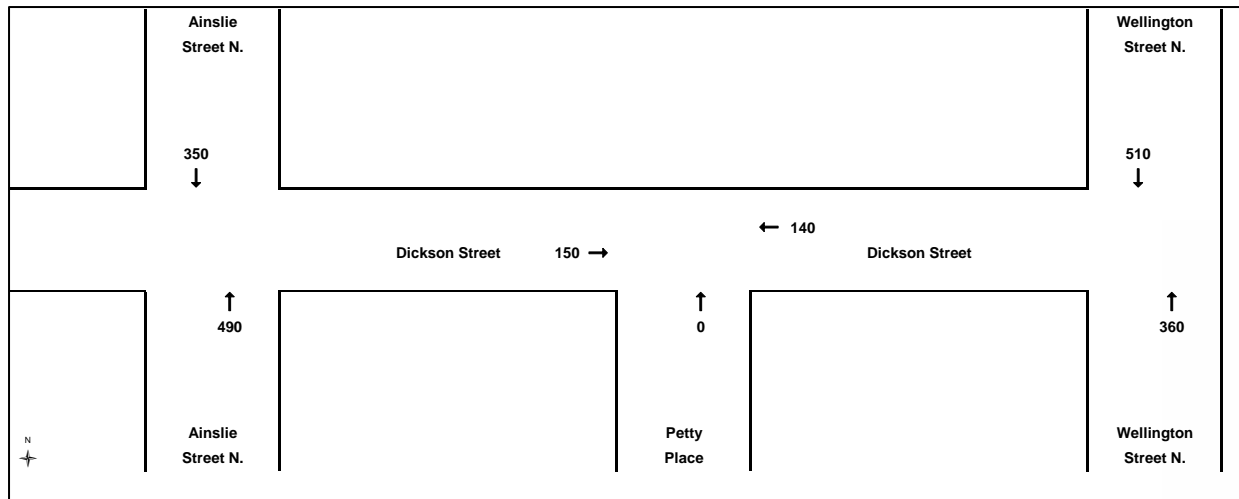 Ainslie
Street N.
Wellington
Street N.
350
510
140
Dickson Street
150
Dickson Street
490
0
360
Ainslie
Street N.
Petty
Place
Wellington
Street N.
N